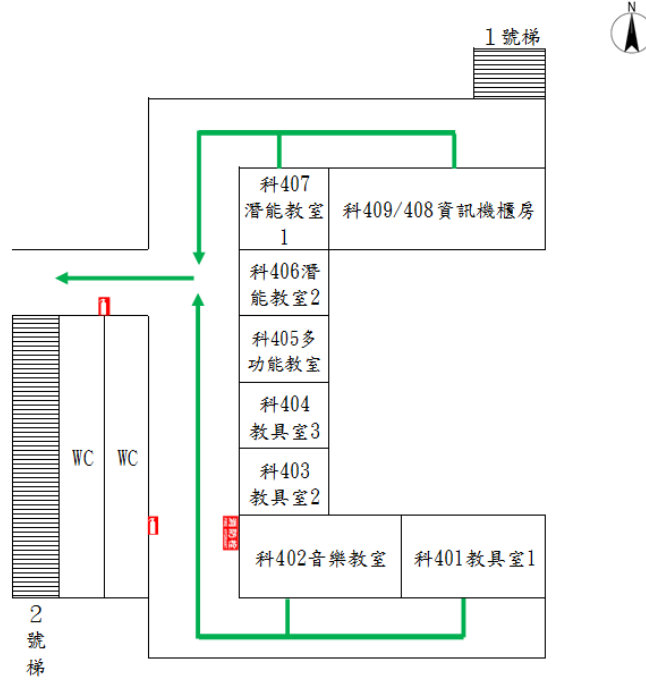 N
1號梯
科407
潛能教室
1
科409/408資訊機櫃房
科406潛
能教室2
科405多
功能教室
科404
教具室3
科403
教具室2
WC
WC
科402音樂教室
科401教具室1
2
號
梯